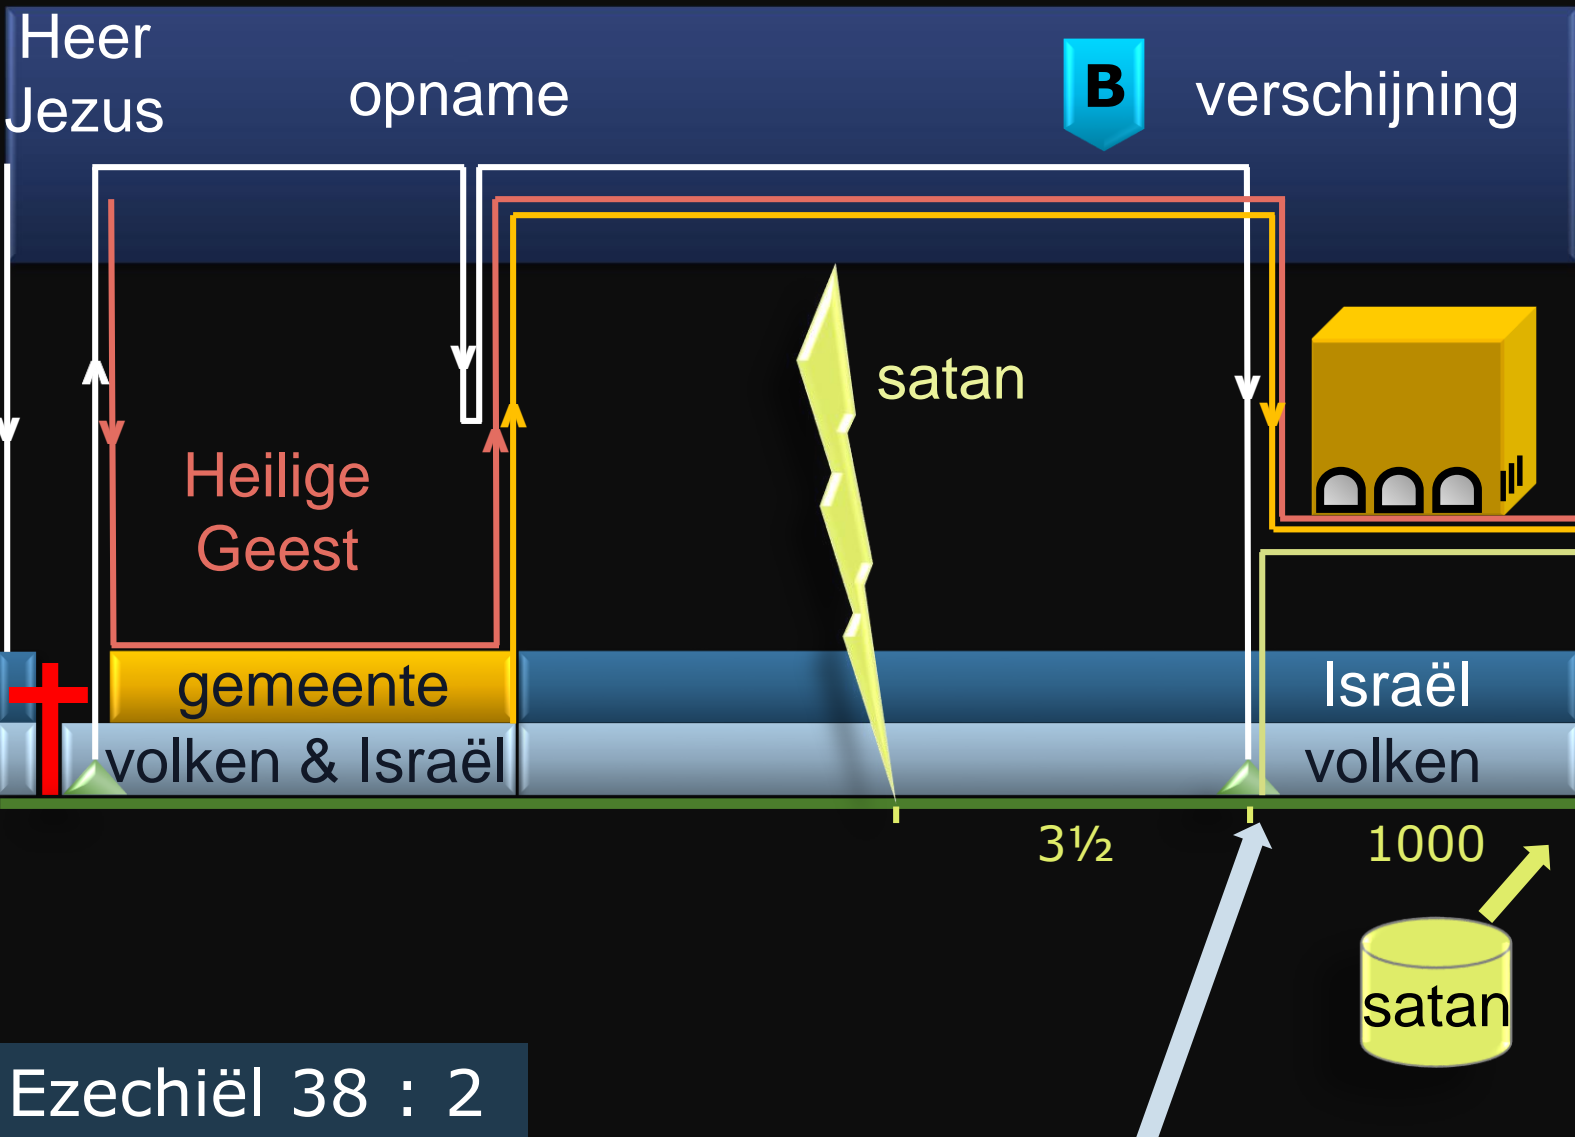 Heer
Jezus
opname
B
verschijning
satan
Heilige
Geest
gemeente
Israël
volken & Israël
volken
3½
1000
satan
Ezechiël 38 : 2